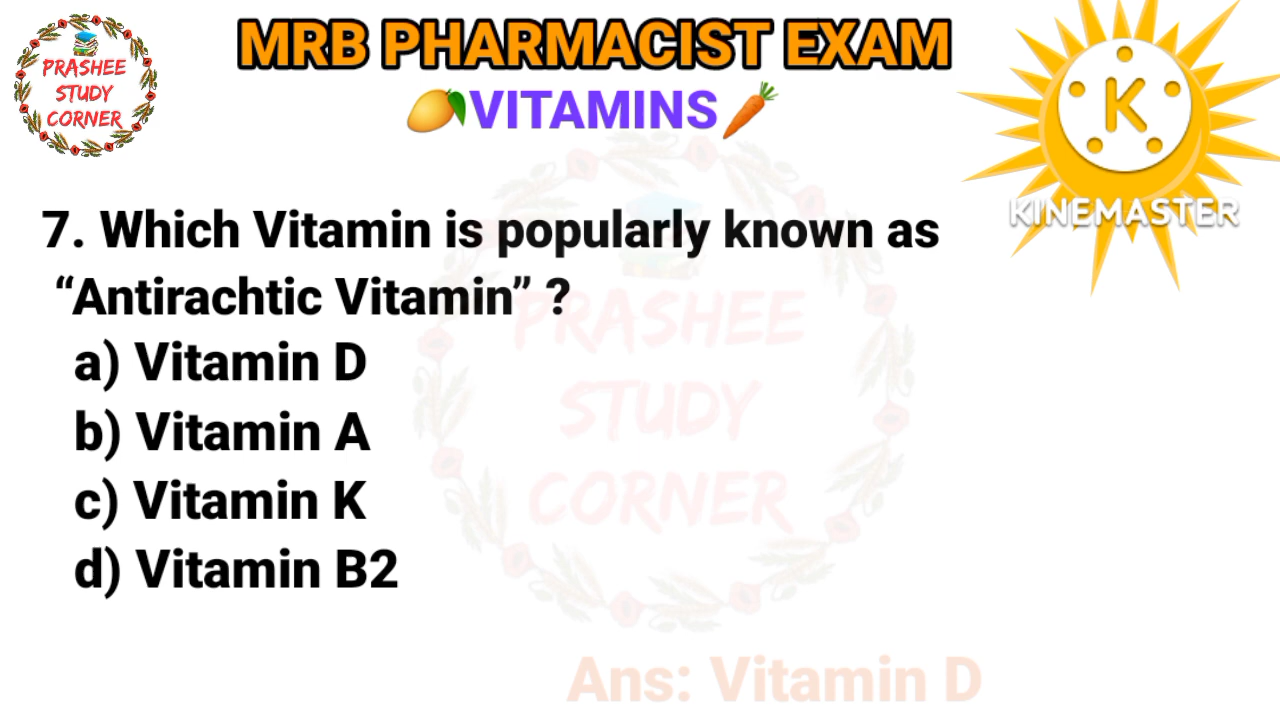 PRASHEE
STUDY
CORNER
MRB PHARMACIST EXAM
VITAMINS
K
KINEMASTER
7. Which Vitamin is popularly known as
“Antirachtic Vitamin” ?
a) Vitamin D
b) Vitamin A
c) Vitamin K
d) Vitamin B2
PRASHEE
STUDY
CORNER
Ans: Vitamin D